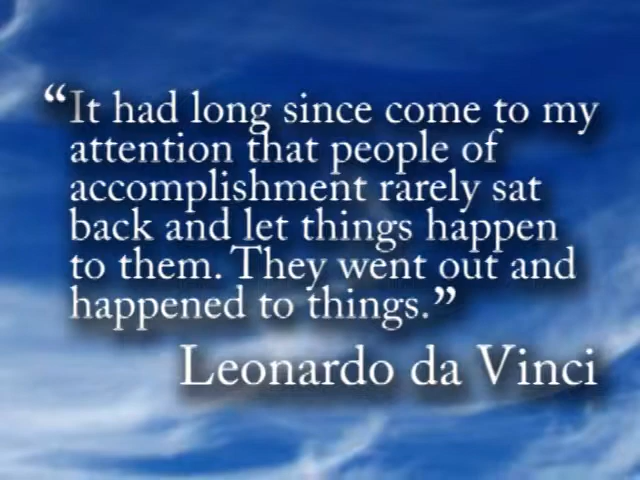 “It had long since come to my
attention that people of
accomplishment rarely sat
back and let things happen
to them. They went out and
happened to things.”
Leonardo da Vinci